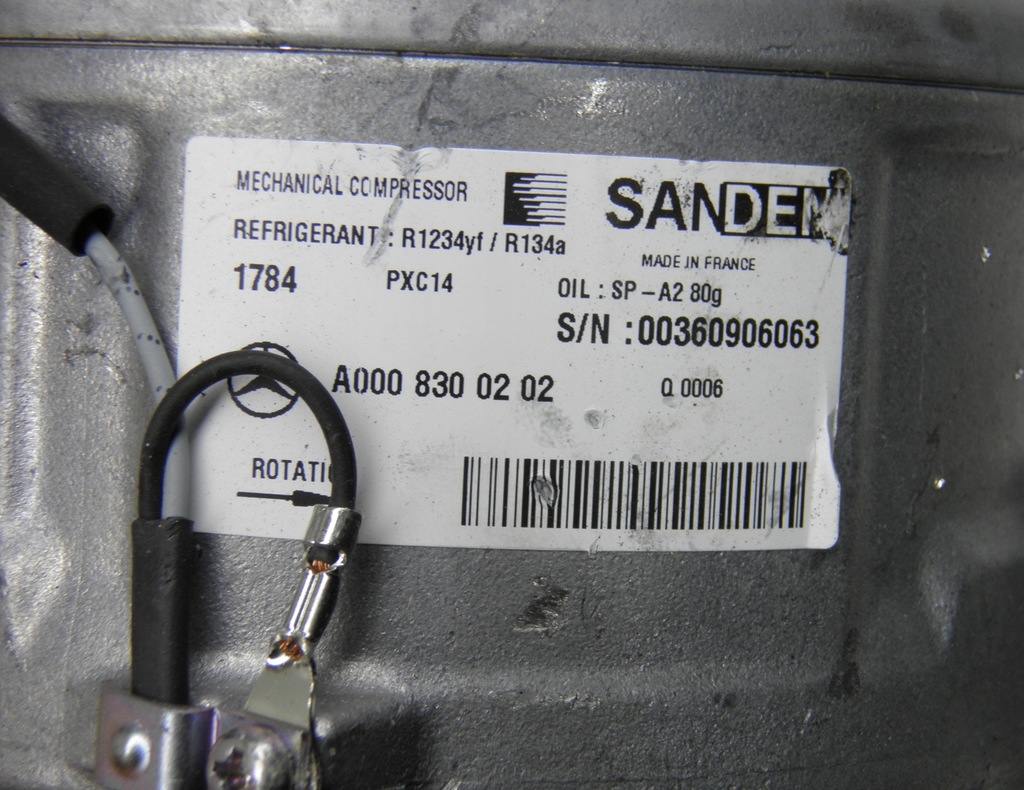 MECHANICAL COMPRESSOR
SANDEN
REFRIGERANT : R1234yf / R134a
MADE IN FRANCE
1784 PXC14
OIL : SP-A2 80g
S/N : 00360906063
A000 830 02 02
Q 0006
ROTATI